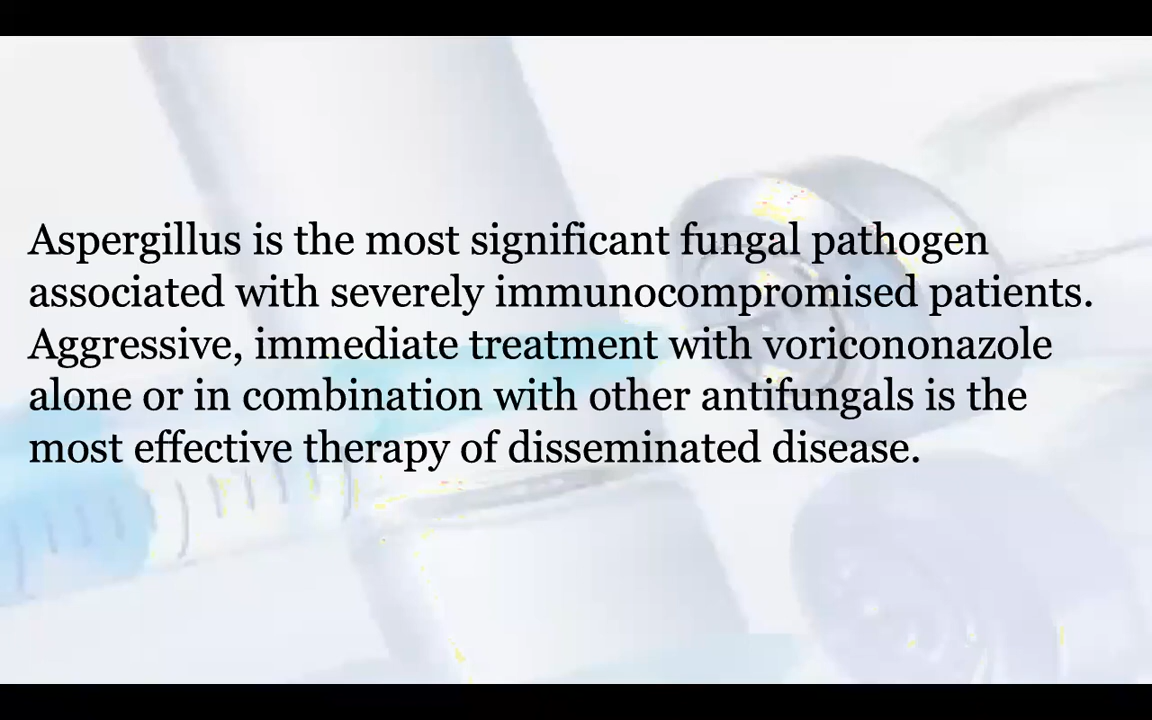 Aspergillus is the most significant fungal pathogen
associated with severely immunocompromised patients.
Aggressive, immediate treatment with voricononazole
alone or in combination with other antifungals is the
most effective therapy of disseminated disease.